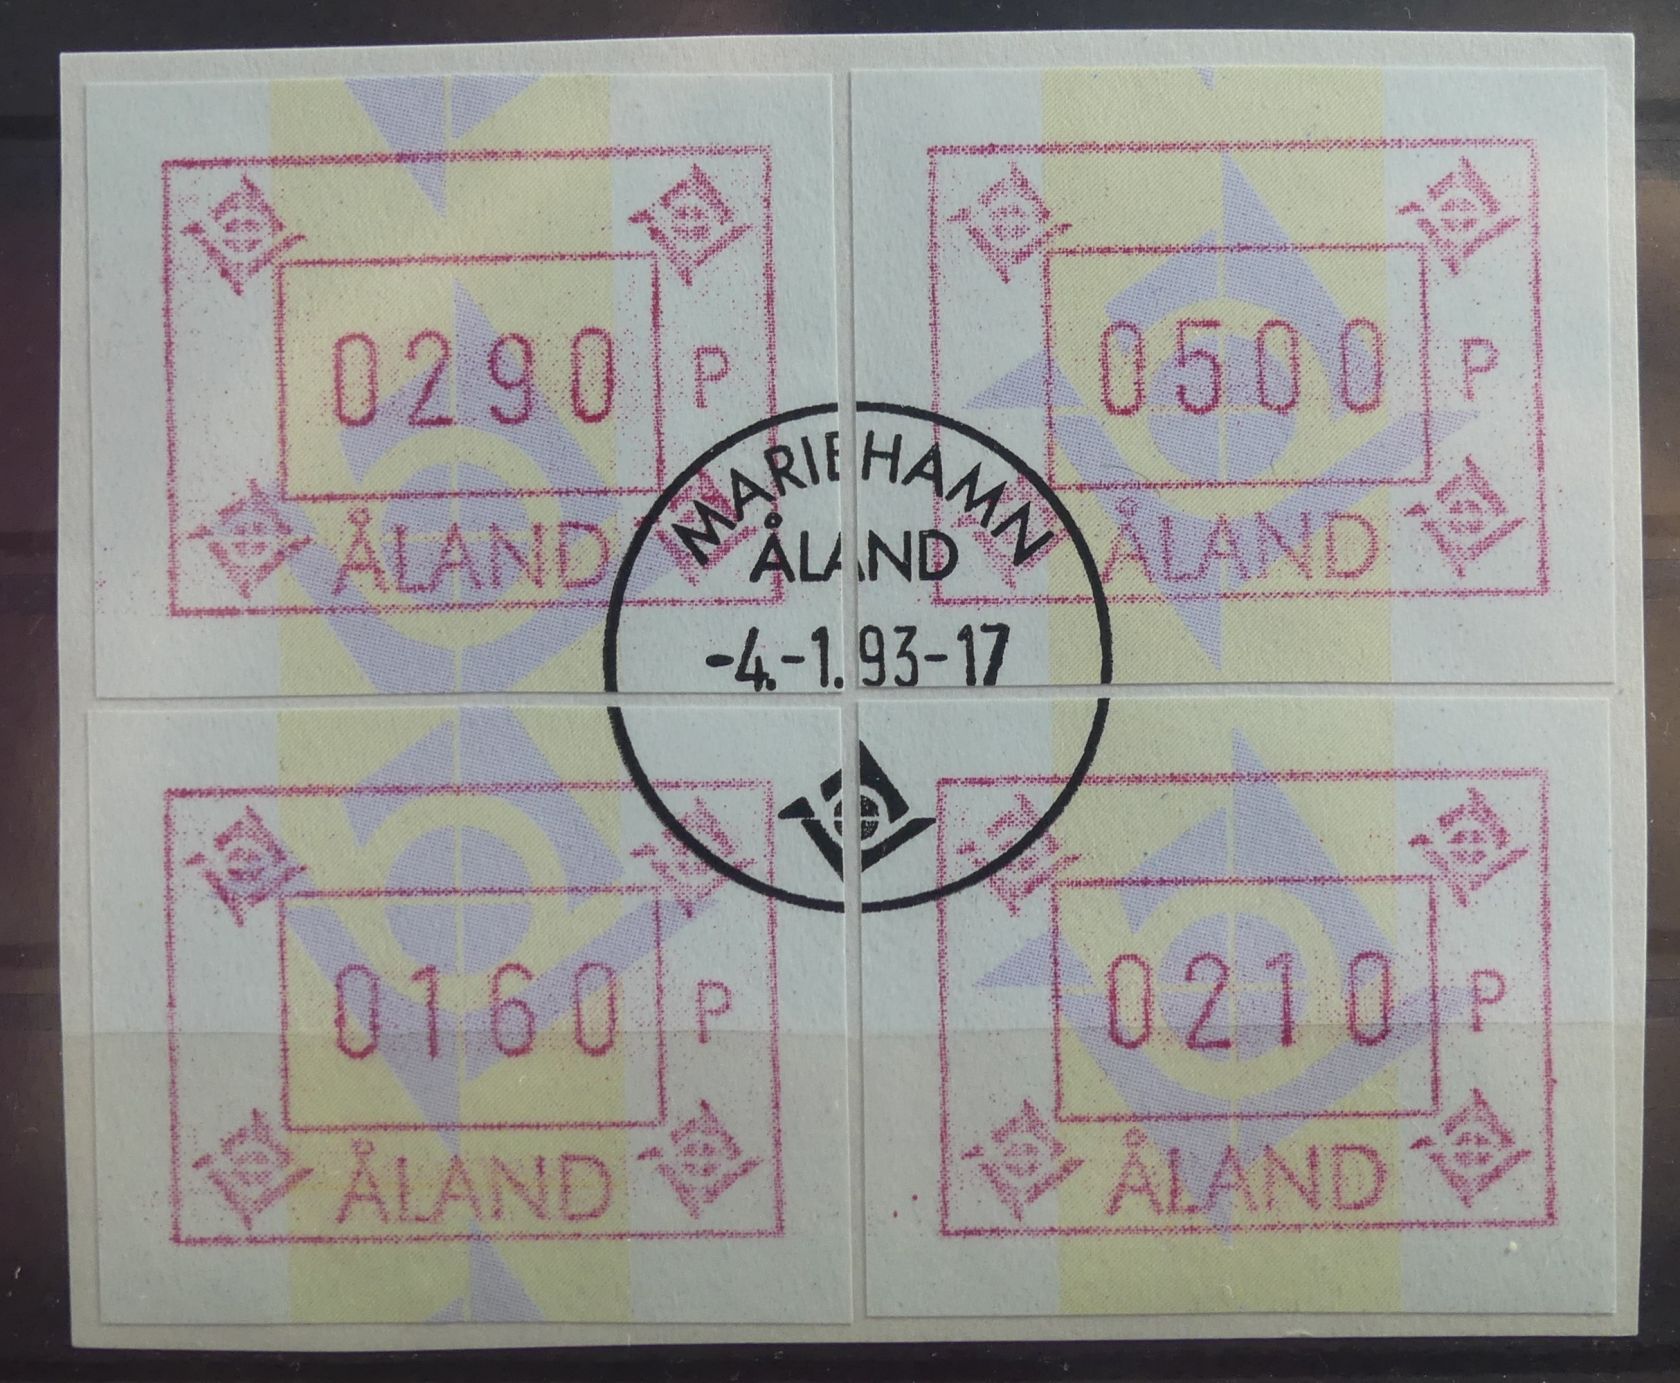 0290 P
ÅLAND
0500 P
ÅLAND
MARIEHAMN
ÅLAND
-4.-1.93-17
0160 P
ÅLAND
0210 P
ÅLAND